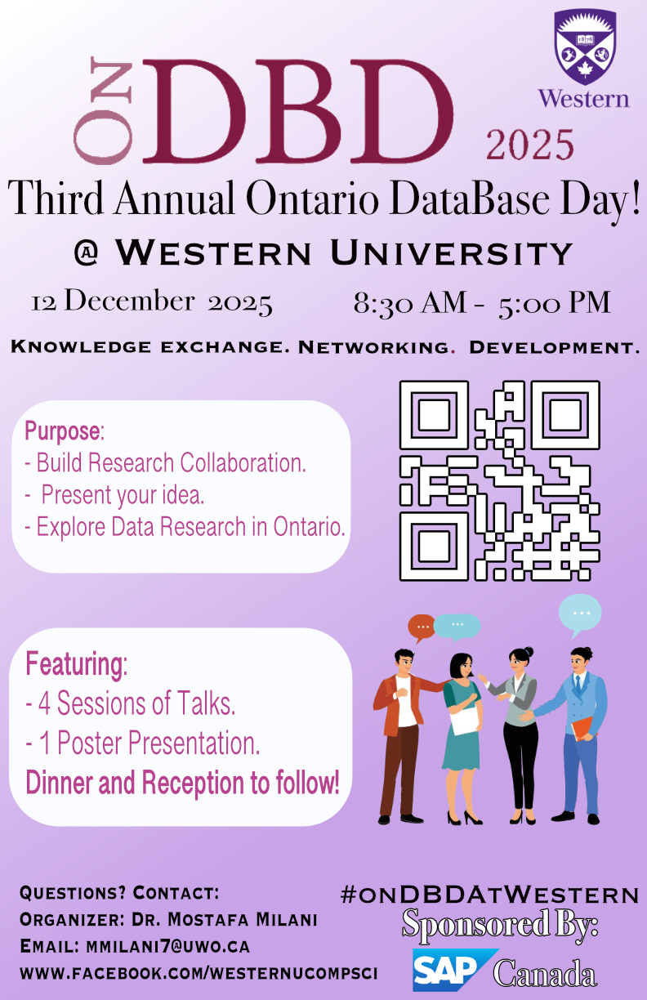 ON DBD 2025
1878
Western
Third Annual Ontario DataBase Day!
@ Western University
12 December 2025 8:30 AM - 5:00 PM
Knowledge exchange. Networking. Development.
Purpose:
- Build Research Collaboration.
- Present your idea.
- Explore Data Research in Ontario.
Featuring:
- 4 Sessions of Talks.
- 1 Poster Presentation.
Dinner and Reception to follow!
Questions? Contact:
Organizer: Dr. Mostafa Milani
Email: mmilani7@uwo.ca
www.facebook.com/westernucompsci
#onDBDAtWestern
Sponsored By:
SAP Canada